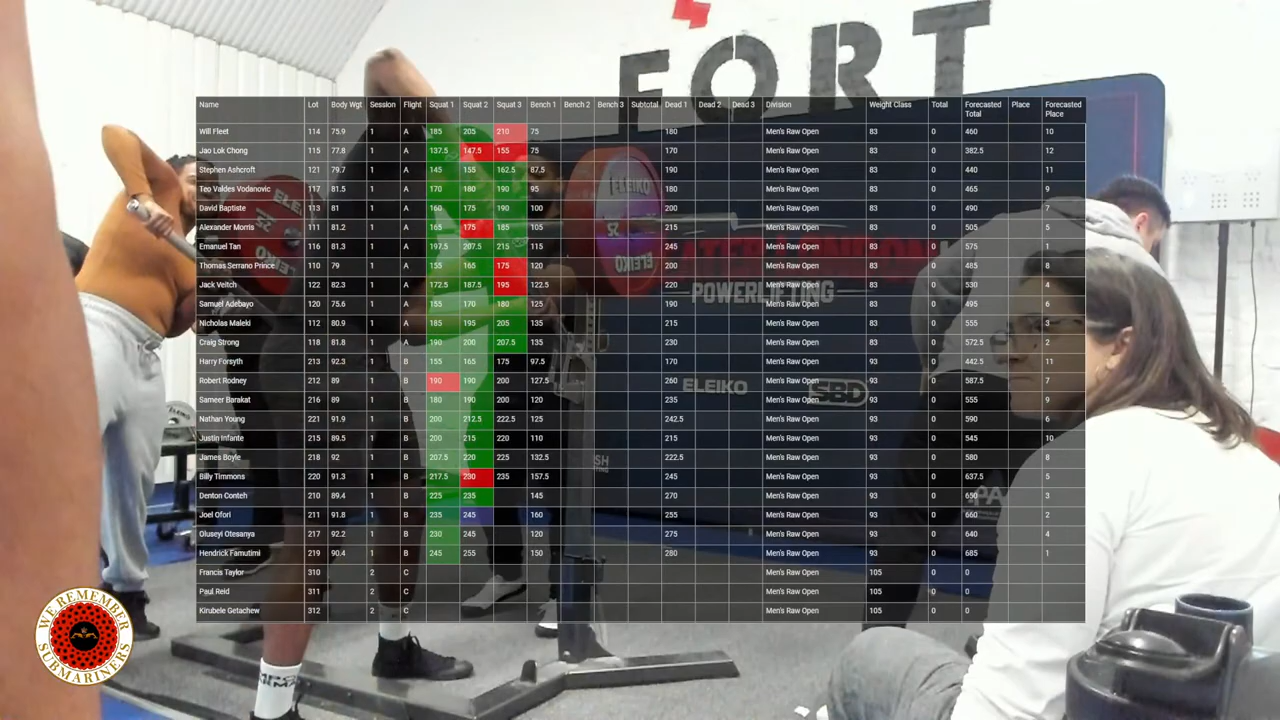 FORT
Name Lot Body Wgt Session Flight Squat 1 Squat 2 Squat 3 Bench 1 Bench 2 Bench 3 Subtotal Dead 1 Dead 2 Dead 3 Division Weight Class Total Forecasted Total Place Forecasted Place
Will Fleet 114 75.9 1 A 185 205 210 75 180 Men's Raw Open 83 0 460 10
Jao Lok Chong 115 77.8 1 A 137.5 147.5 155 75 170 Men's Raw Open 83 0 382.5 12
Stephen Ashcroft 121 79.7 1 A 145 155 162.5 87.5 190 Men's Raw Open 83 0 440 11
Teo Valdes Vodanovic 117 81.5 1 A 170 180 190 95 180 Men's Raw Open 83 0 465 9
David Baptiste 113 81 1 A 160 175 190 100 200 Men's Raw Open 83 0 490 7
Alexander Morris 111 81.2 1 A 165 175 185 105 215 Men's Raw Open 83 0 505 5
Emanuel Tan 116 81.3 1 A 197.5 207.5 215 115 245 Men's Raw Open 83 0 575 1
Thomas Serrano Prince 110 79 1 A 155 165 175 120 200 Men's Raw Open 83 0 485 8
Jack Veitch 122 82.3 1 A 172.5 187.5 195 122.5 220 Men's Raw Open 83 0 530 4
Samuel Adebayo 120 75.6 1 A 155 170 180 125 190 Men's Raw Open 83 0 495 6
Nicholas Maleki 112 80.9 1 A 185 195 205 135 215 Men's Raw Open 83 0 555 3
Craig Strong 118 81.8 1 A 190 200 207.5 135 230 Men's Raw Open 83 0 572.5 2
Harry Forsyth 213 92.3 1 B 155 165 175 97.5 170 Men's Raw Open 93 0 442.5 11
Robert Rodney 212 89 1 B 190 190 200 127.5 260 Men's Raw Open 93 0 587.5 7
Sameer Barakat 216 89 1 B 180 190 200 120 235 Men's Raw Open 93 0 555 9
Nathan Young 221 91.9 1 B 200 212.5 222.5 125 242.5 Men's Raw Open 93 0 590 6
Justin Infante 215 89.5 1 B 200 215 220 110 215 Men's Raw Open 93 0 545 10
James Boyle 218 92 1 B 207.5 220 225 132.5 222.5 Men's Raw Open 93 0 580 8
Billy Timmons 220 91.3 1 B 217.5 230 235 157.5 245 Men's Raw Open 93 0 637.5 5
Denton Conteh 210 89.4 1 B 225 235 145 270 Men's Raw Open 93 0 650 3
Joel Ofori 211 91.8 1 B 235 245 160 255 Men's Raw Open 93 0 660 2
Oluseyi Otesanya 217 92.2 1 B 230 245 120 275 Men's Raw Open 93 0 640 4
Hendrick Famutimi 219 90.4 1 B 245 255 150 280 Men's Raw Open 93 0 685 1
Francis Taylor 310 2 C Men's Raw Open 105 0 0
Paul Reid 311 2 C Men's Raw Open 105 0 0
Kirubele Getachew 312 2 C Men's Raw Open 105 0 0
ELEIKO
25
ELEIKO
POWERLIFTING
ELEIKO
SBD
ELEIKO
WE REMEMBER
SUBMARINERS